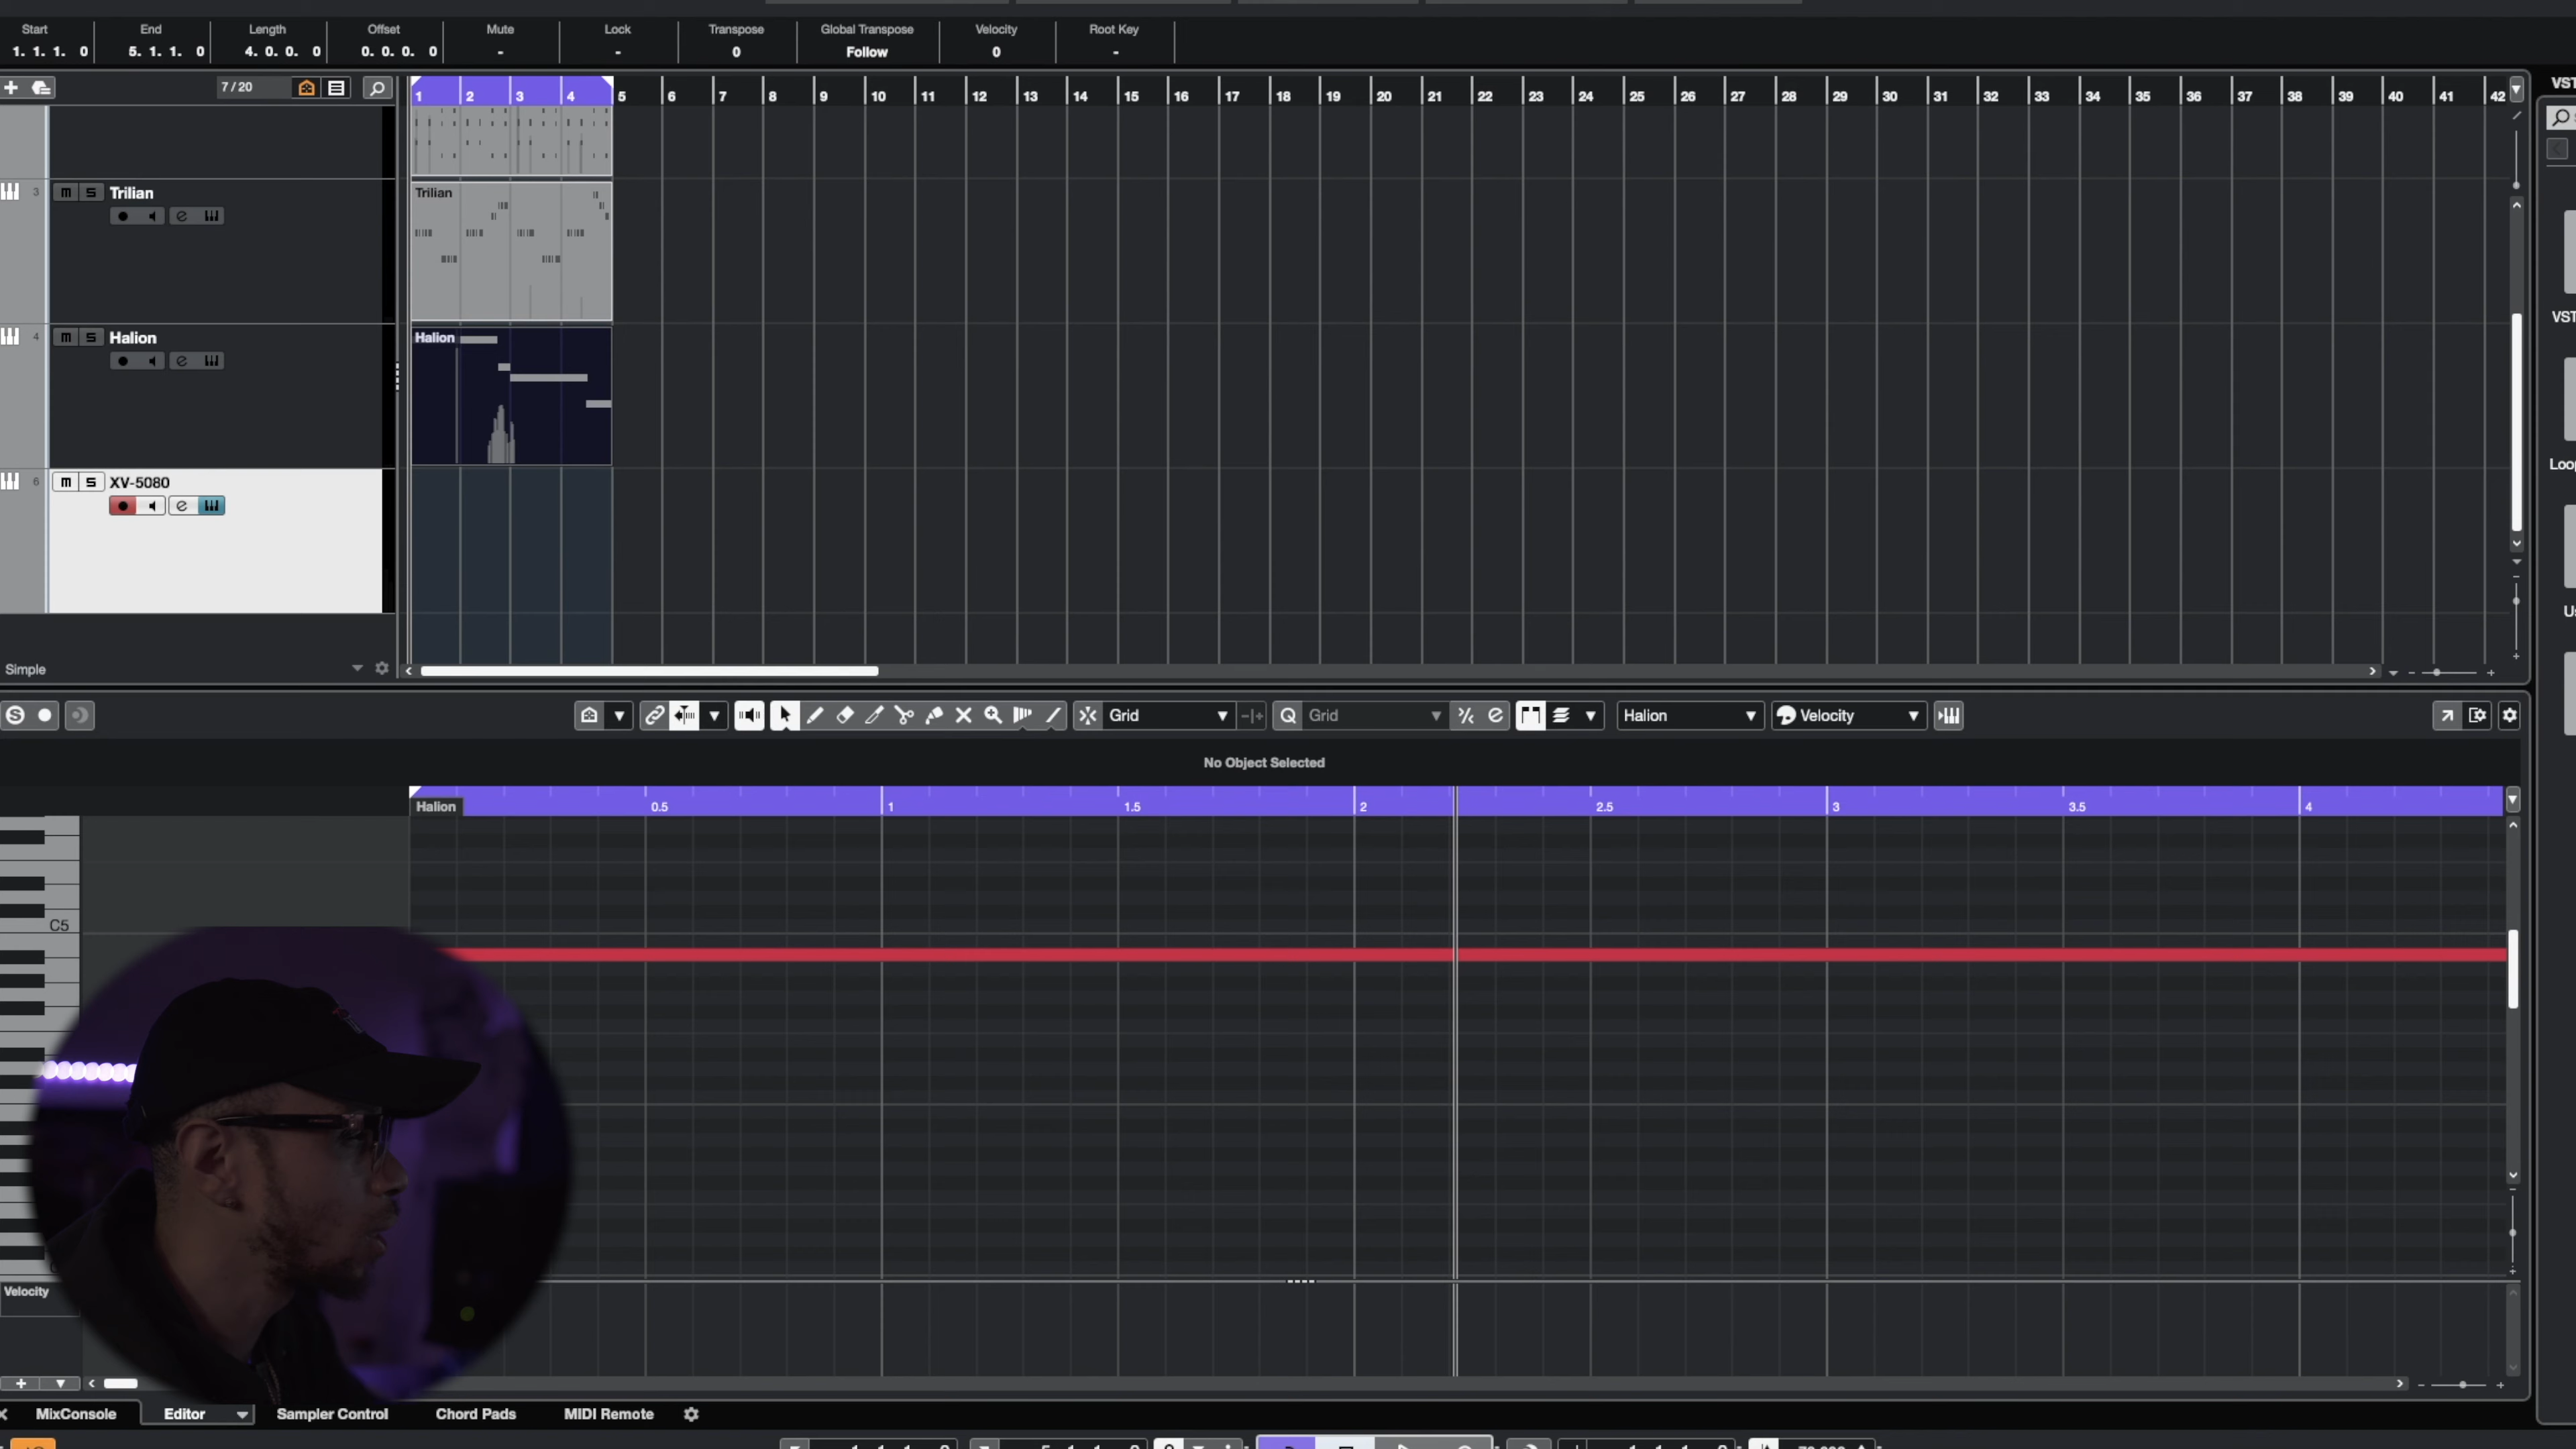 Start End Length Offset Mute Lock Transpose Global Transpose Velocity Root Key
1. 1. 1. 0 5. 1. 1. 0 4. 0. 0. 0 0. 0. 0. 0 - - 0 Follow 0 -
VST
7 / 20
1 2 3 4 5 6 7 8 9 10 11 12 13 14 15 16 17 18 19 20 21 22 23 24 25 26 27 28 29 30 31 32 33 34 35 36 37 38 39 40 41 42
3 m S Trilian
Trilian
e
VST
4 m S Halion
Halion
e
Loop
6 m S XV-5080
e
Simple
S Grid Q Grid e Halion Velocity
No Object Selected
Halion 0.5 1 1.5 2 2.5 3 3.5 4
C5
Velocity
MixConsole Editor Sampler Control Chord Pads MIDI Remote